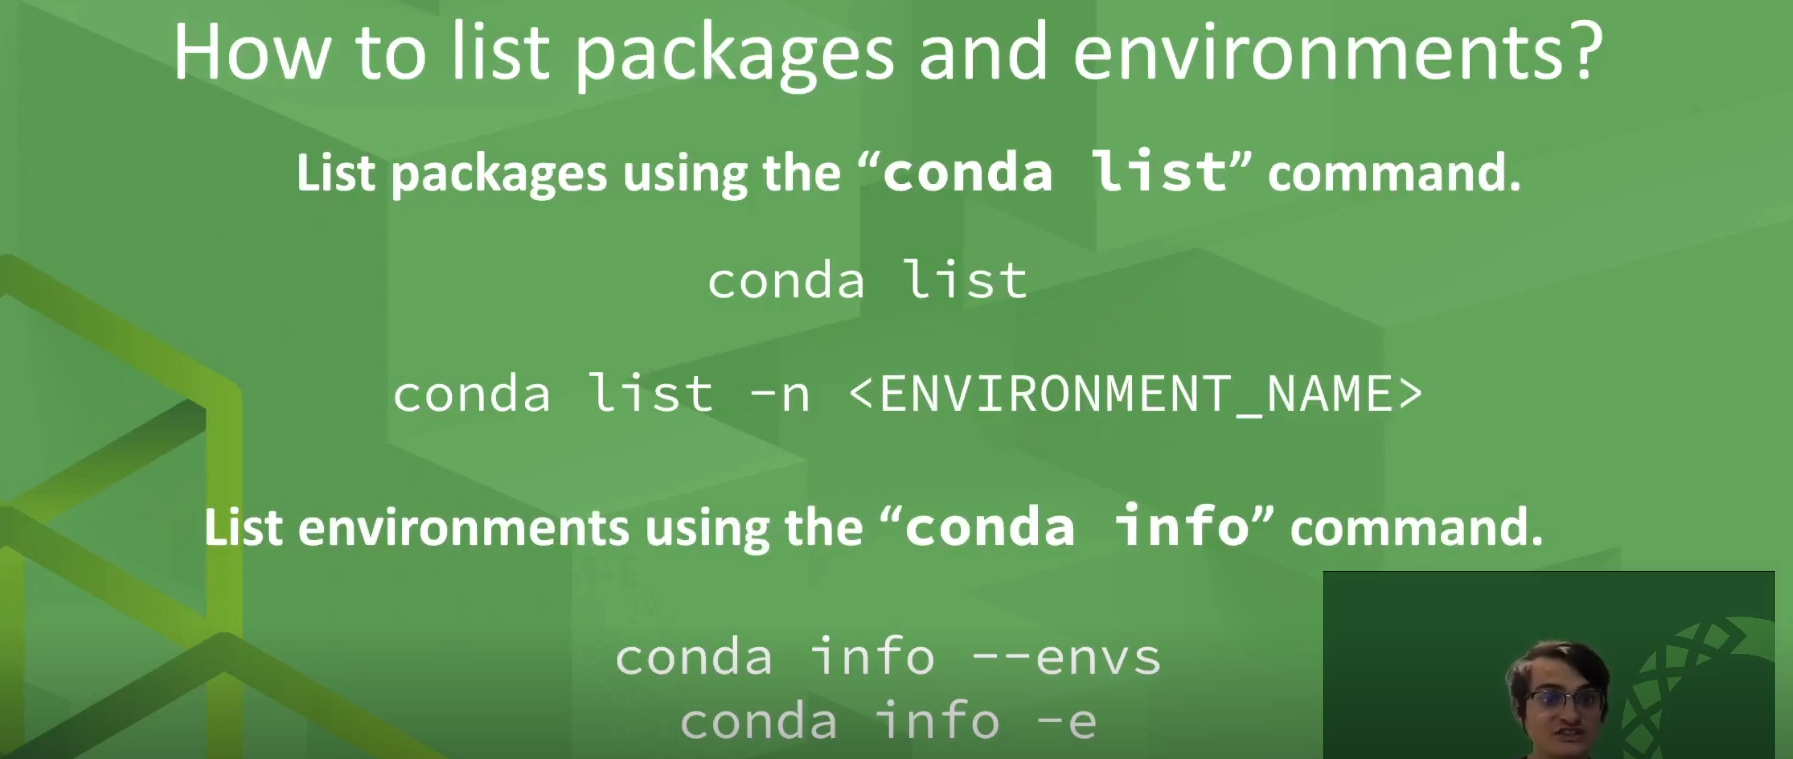 How to list packages and environments?
List packages using the “conda list” command.
conda list
conda list -n <ENVIRONMENT_NAME>
List environments using the “conda info” command.
conda info --envs
conda info -e